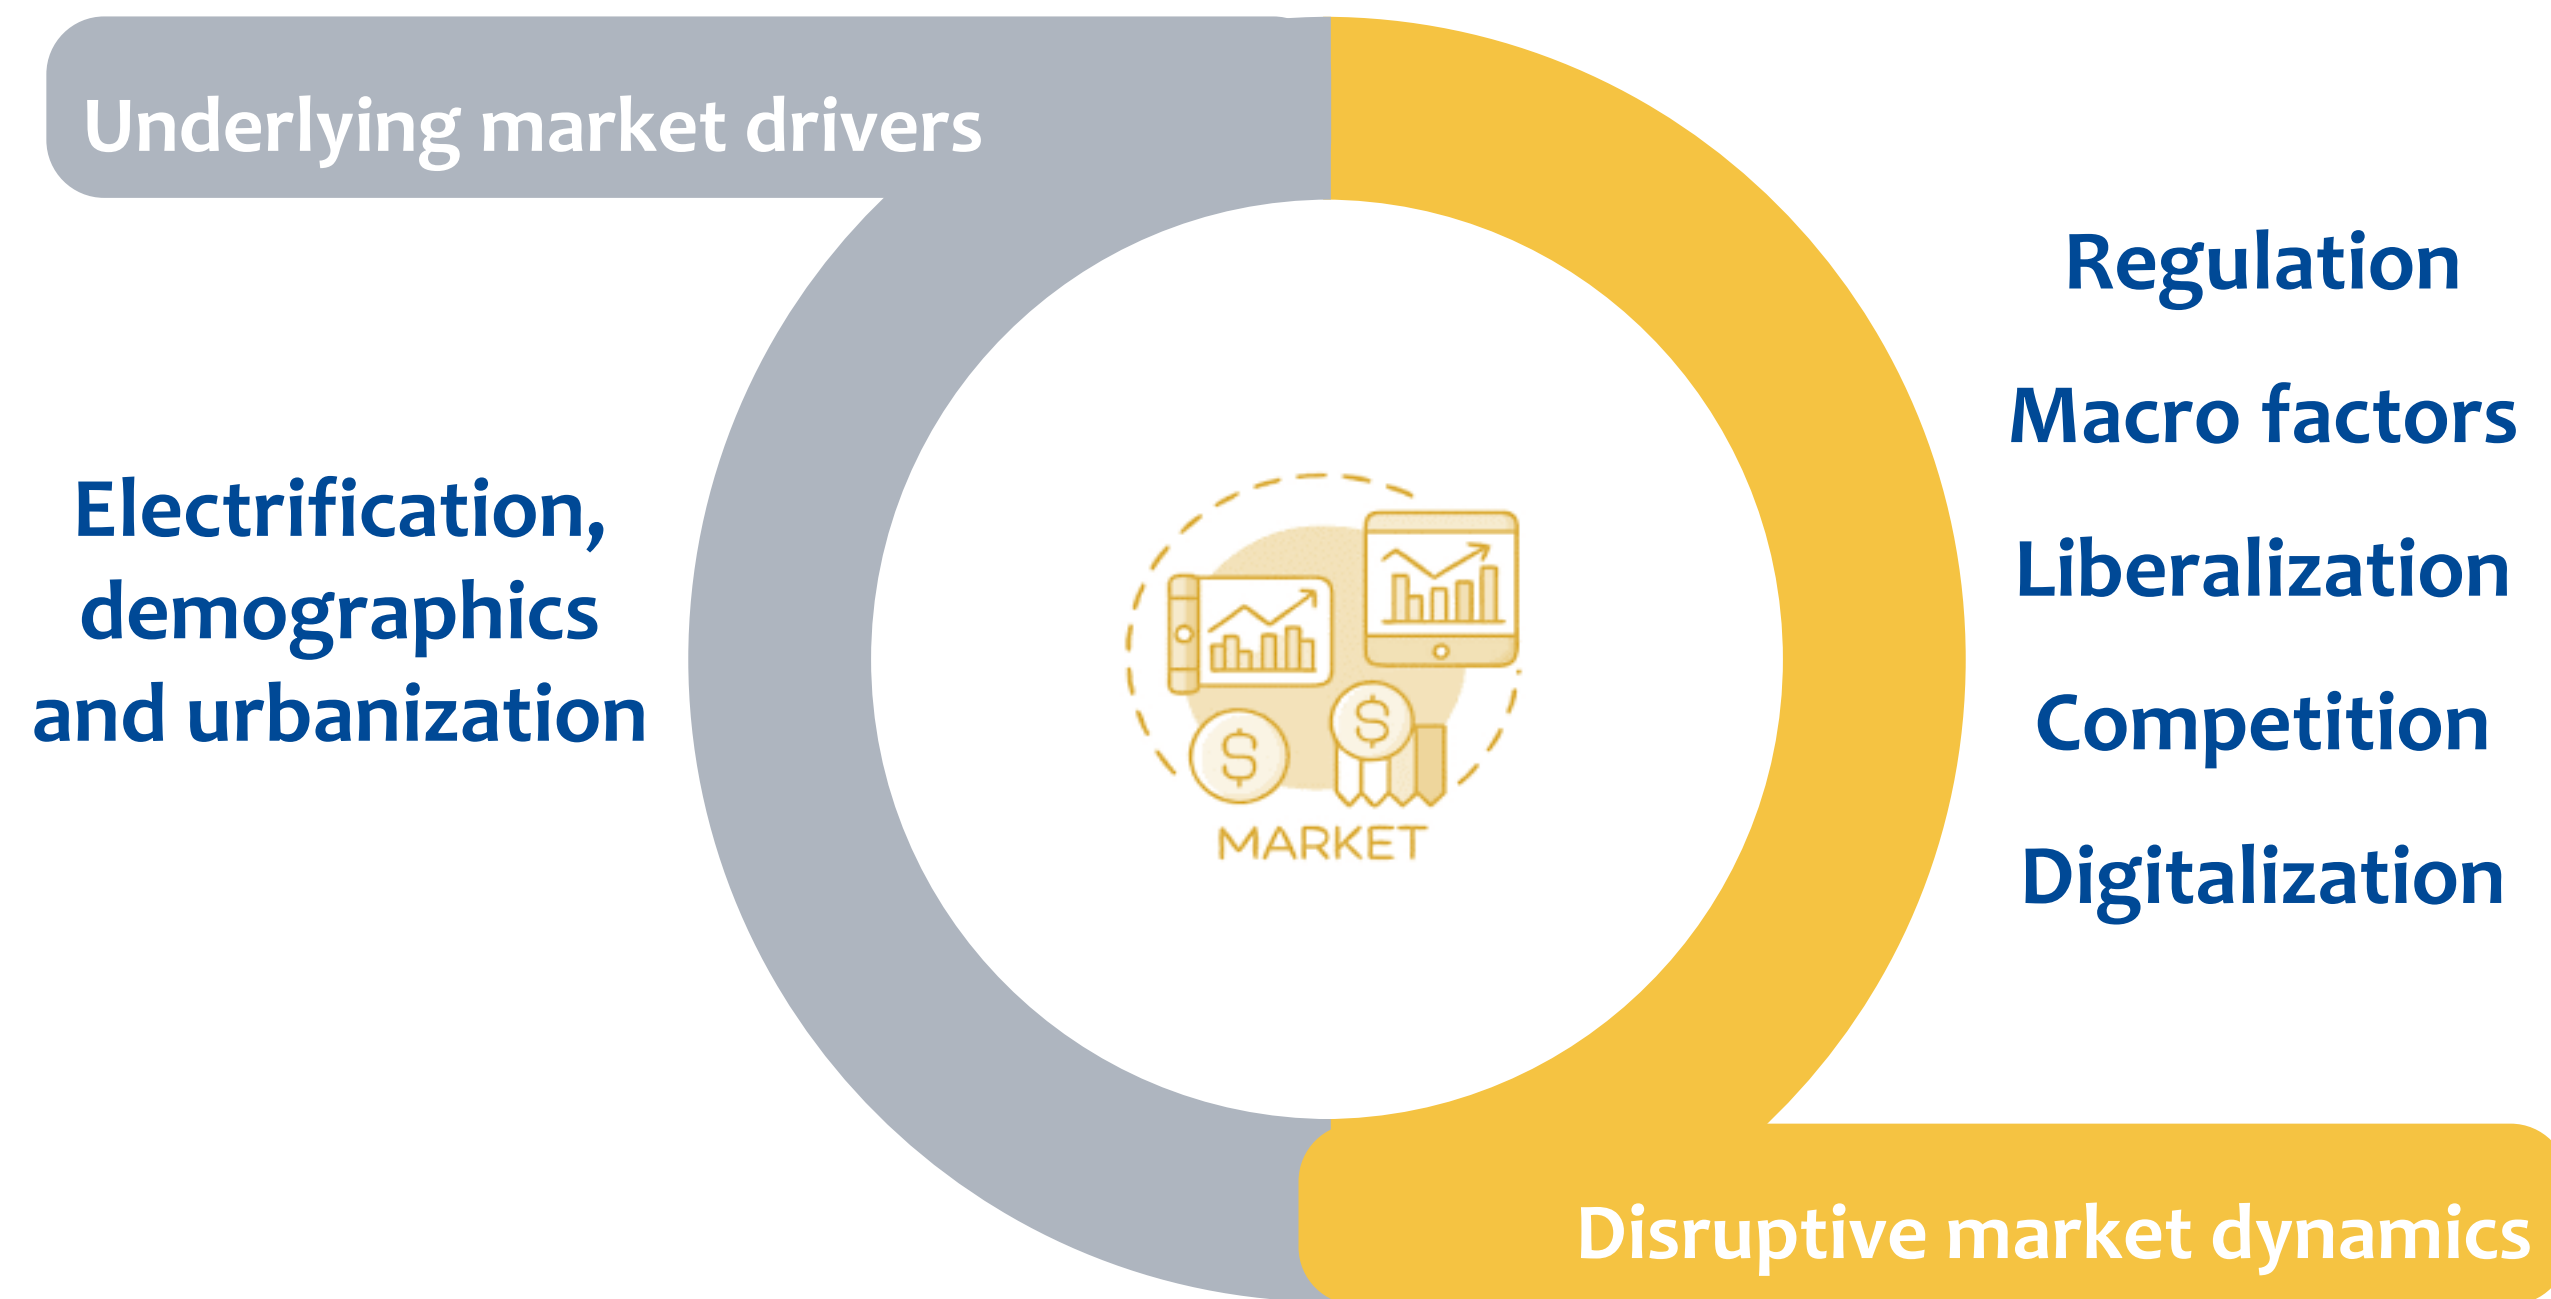 Underlying market drivers
Electrification,
demographics
and urbanization
MARKET
Regulation
Macro factors
Liberalization
Competition
Digitalization
Disruptive market dynamics